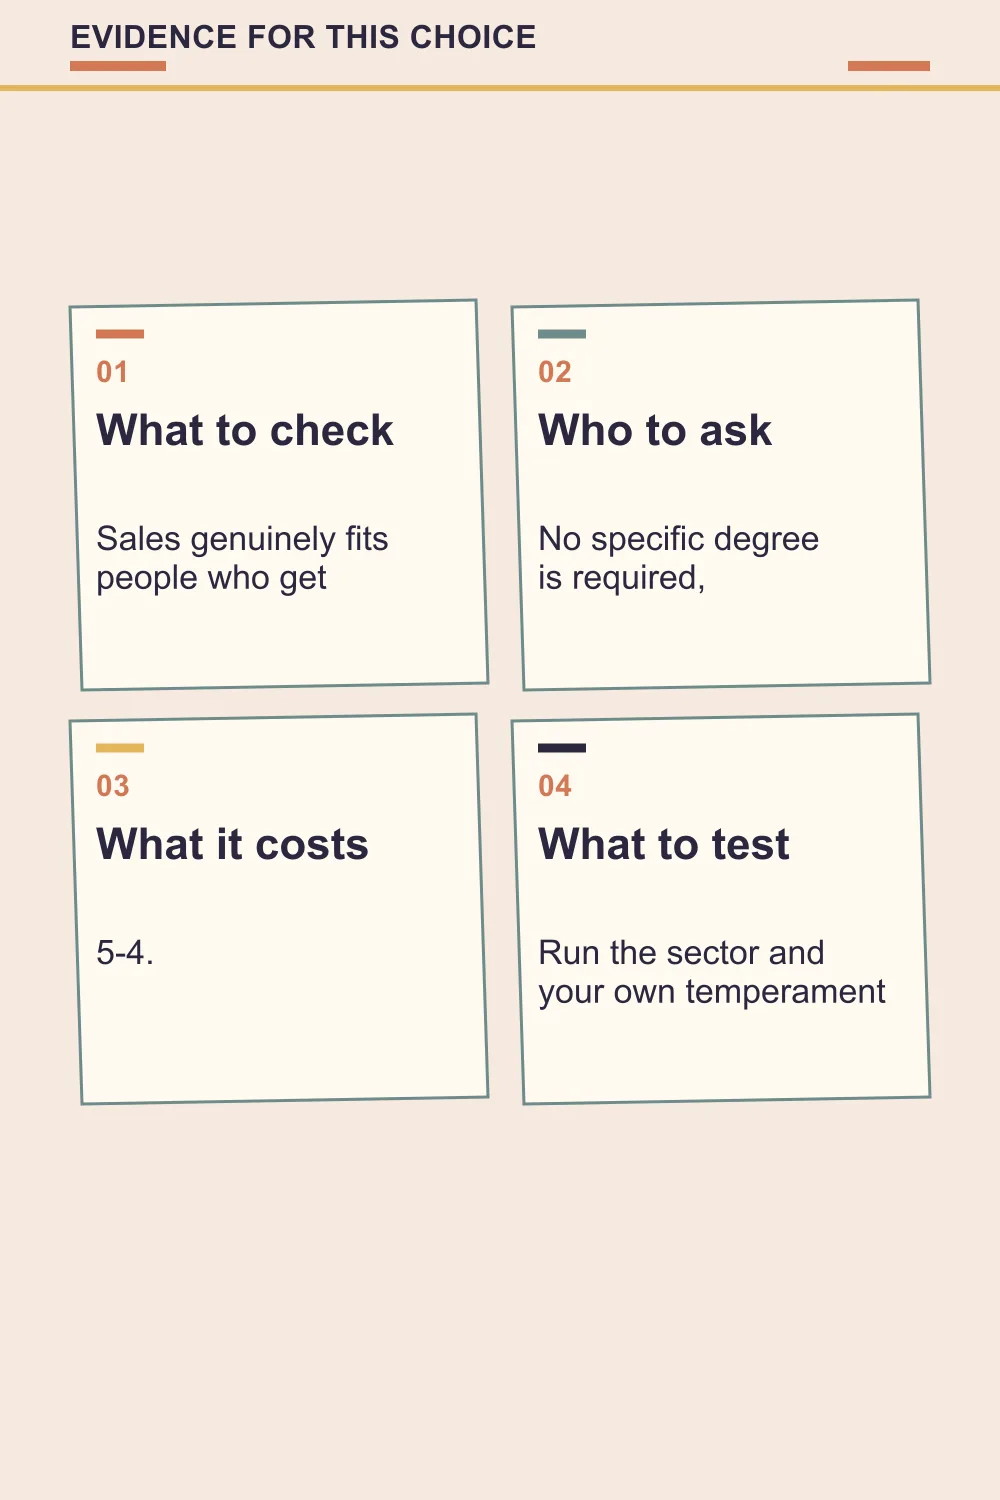 EVIDENCE FOR THIS CHOICE
01
What to check
Sales genuinely fits
people who get
02
Who to ask
No specific degree
is required,
03
What it costs
5-4.
04
What to test
Run the sector and
your own temperament